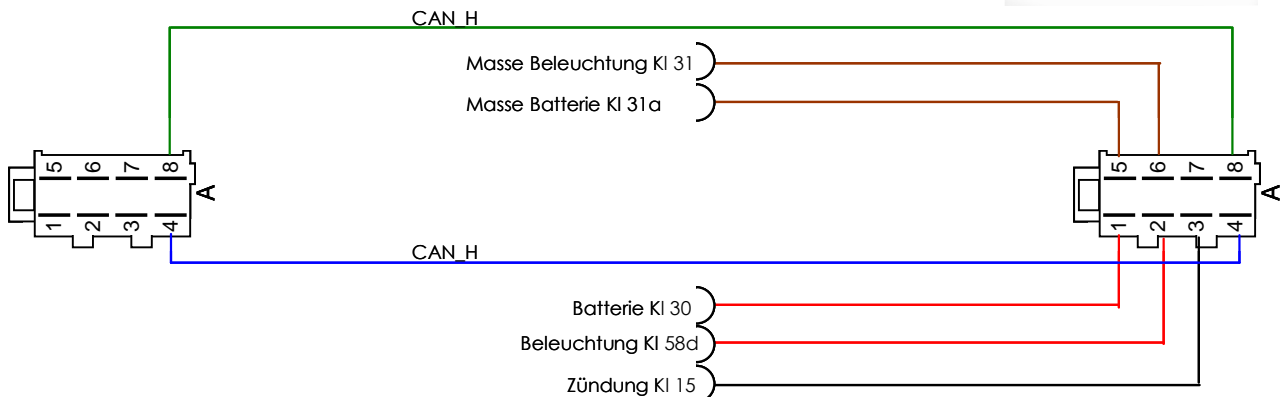 CAN_H
Masse Beleuchtung Kl 31
Masse Batterie Kl 31a
5 6 7 8
A
1 2 3 4
5 6 7 8
A
1 2 3 4
CAN_H
Batterie Kl 30
Beleuchtung Kl 58d
Zündung Kl 15